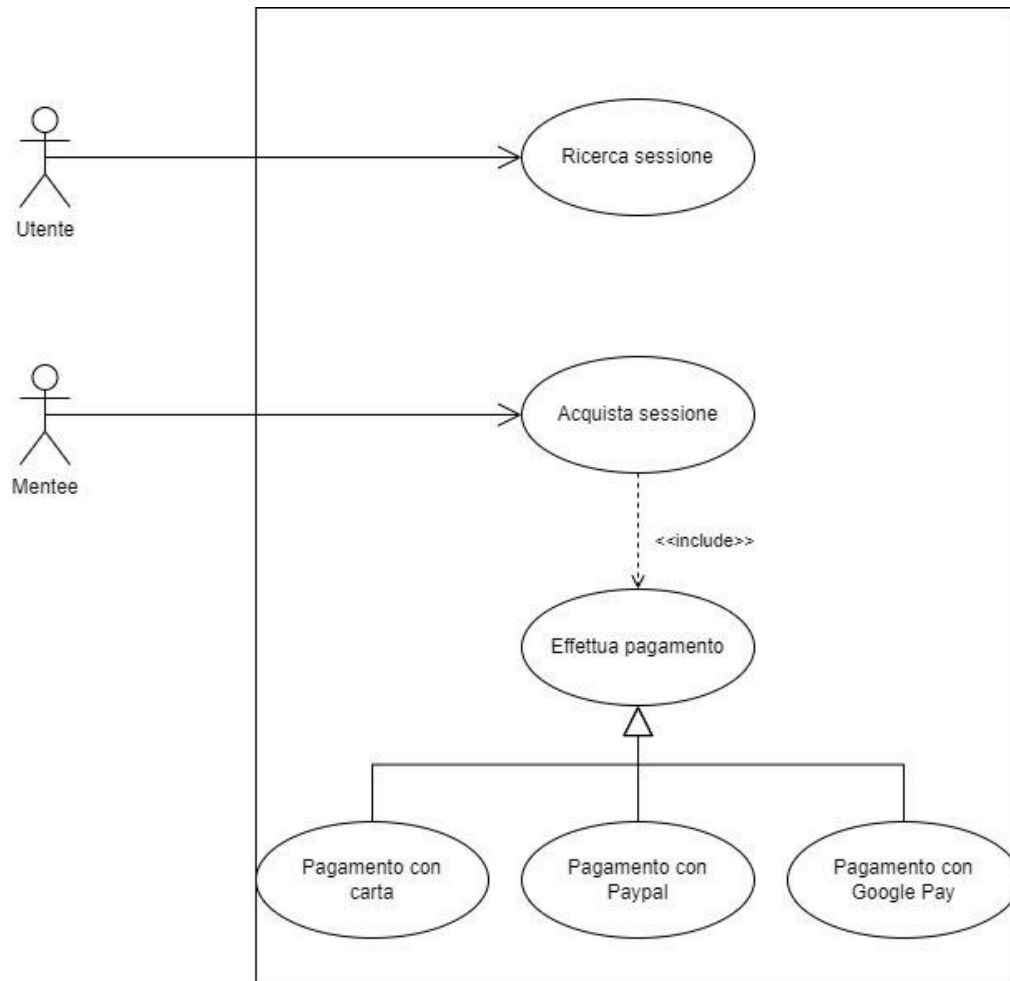 Ricerca sessione
Utente
Acquista sessione
Mentee
<<include>>
Effettua pagamento
Pagamento con
carta
Pagamento con
Paypal
Pagamento con
Google Pay